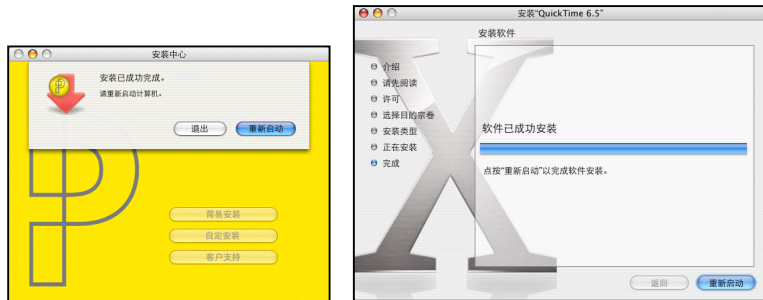 安装中心
安装已成功完成。
请重新启动计算机。
退出
重新启动
简易安装
自定安装
客户支持
安装“QuickTime 6.5”
安装软件
介绍
请先阅读
许可
选择目的宗卷
安装类型
正在安装
完成
软件已成功安装
点按“重新启动”以完成软件安装。
返回
重新启动